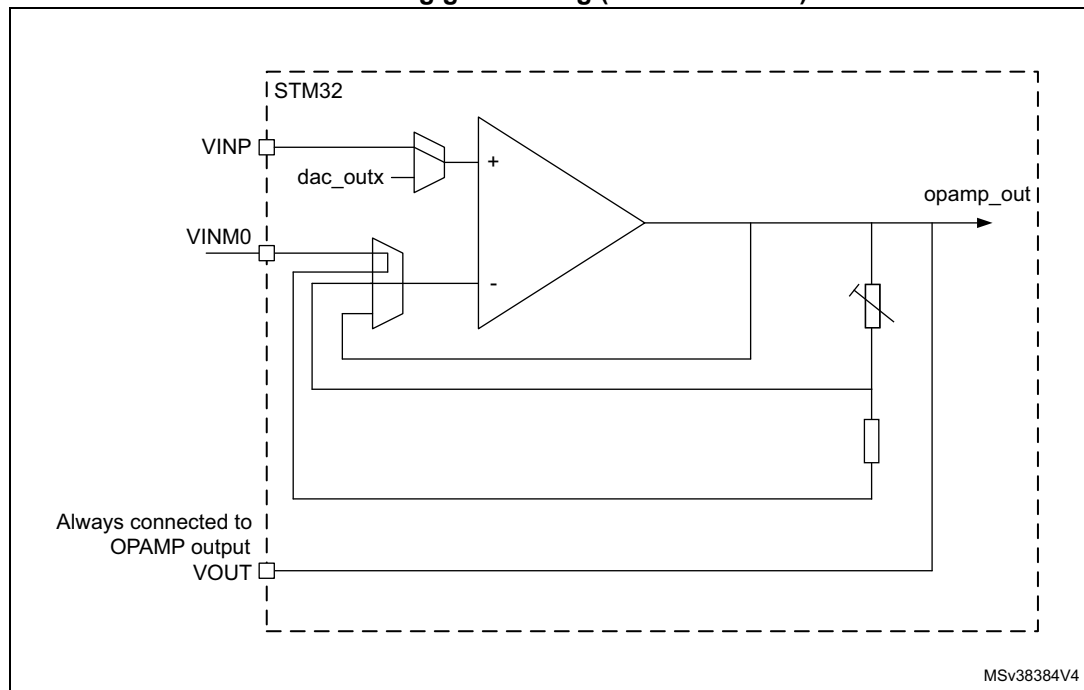 STM32
VINP
+
dac_outx
opamp_out
VINM0
-
Always connected to
OPAMP output
VOUT
MSv38384V4